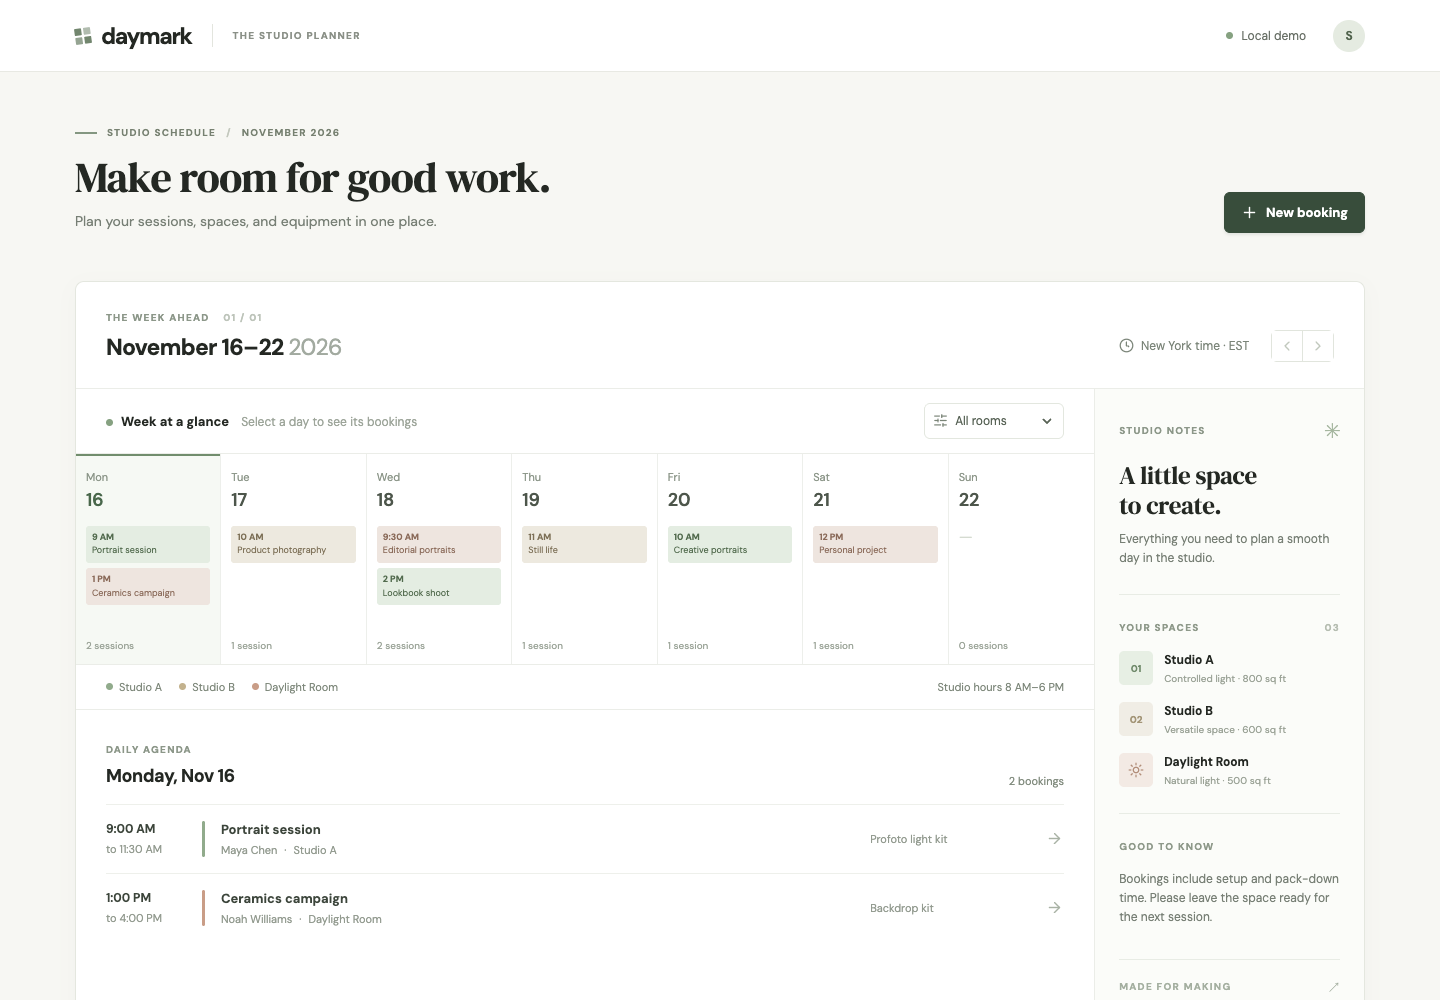 daymark
THE STUDIO PLANNER
Local demo
S
STUDIO SCHEDULE / NOVEMBER 2026
Make room for good work.
Plan your sessions, spaces, and equipment in one place.
+ New booking
THE WEEK AHEAD 01 / 01
November 16–22 2026
New York time · EST
Week at a glance
Select a day to see its bookings
All rooms
Mon
16
9 AM
Portrait session
1 PM
Ceramics campaign
2 sessions
Tue
17
10 AM
Product photography
1 session
Wed
18
9:30 AM
Editorial portraits
2 PM
Lookbook shoot
2 sessions
Thu
19
11 AM
Still life
1 session
Fri
20
10 AM
Creative portraits
1 session
Sat
21
12 PM
Personal project
1 session
Sun
22
—
0 sessions
Studio A
Studio B
Daylight Room
Studio hours 8 AM–6 PM
DAILY AGENDA
Monday, Nov 16
2 bookings
9:00 AM
to 11:30 AM
Portrait session
Maya Chen · Studio A
Profoto light kit
1:00 PM
to 4:00 PM
Ceramics campaign
Noah Williams · Daylight Room
Backdrop kit
STUDIO NOTES
A little space
to create.
Everything you need to plan a smooth
day in the studio.
YOUR SPACES
03
01
Studio A
Controlled light · 800 sq ft
02
Studio B
Versatile space · 600 sq ft
Daylight Room
Natural light · 500 sq ft
GOOD TO KNOW
Bookings include setup and pack-down
time. Please leave the space ready for
the next session.
MADE FOR MAKING